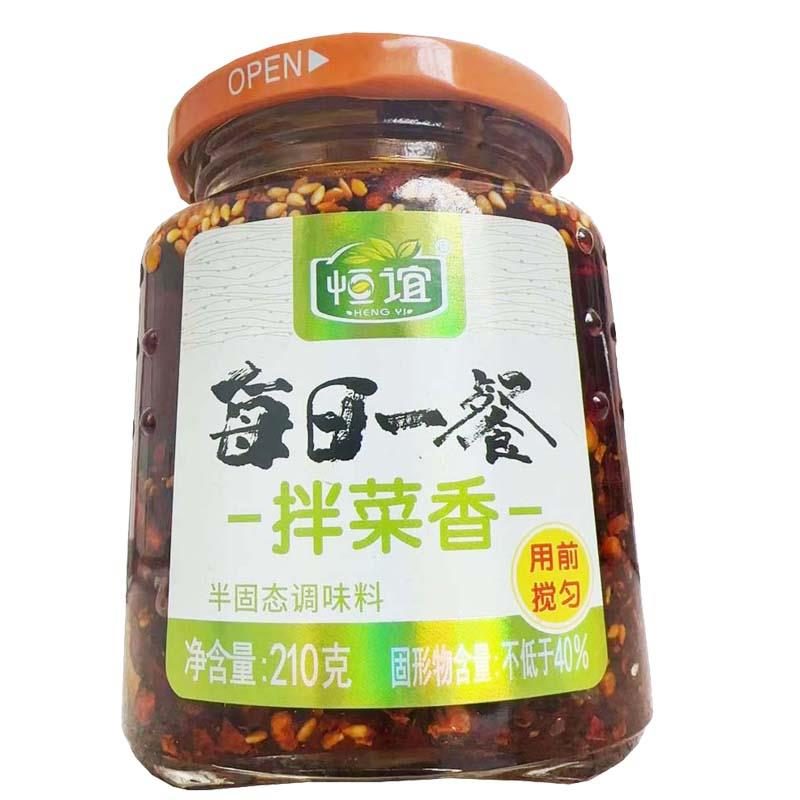 OPEN▶
恒谊
®
HENG YI
每日一餐
-拌菜香-
用前
搅匀
半固态调味料
净含量:210克
固形物含量:不低于40%